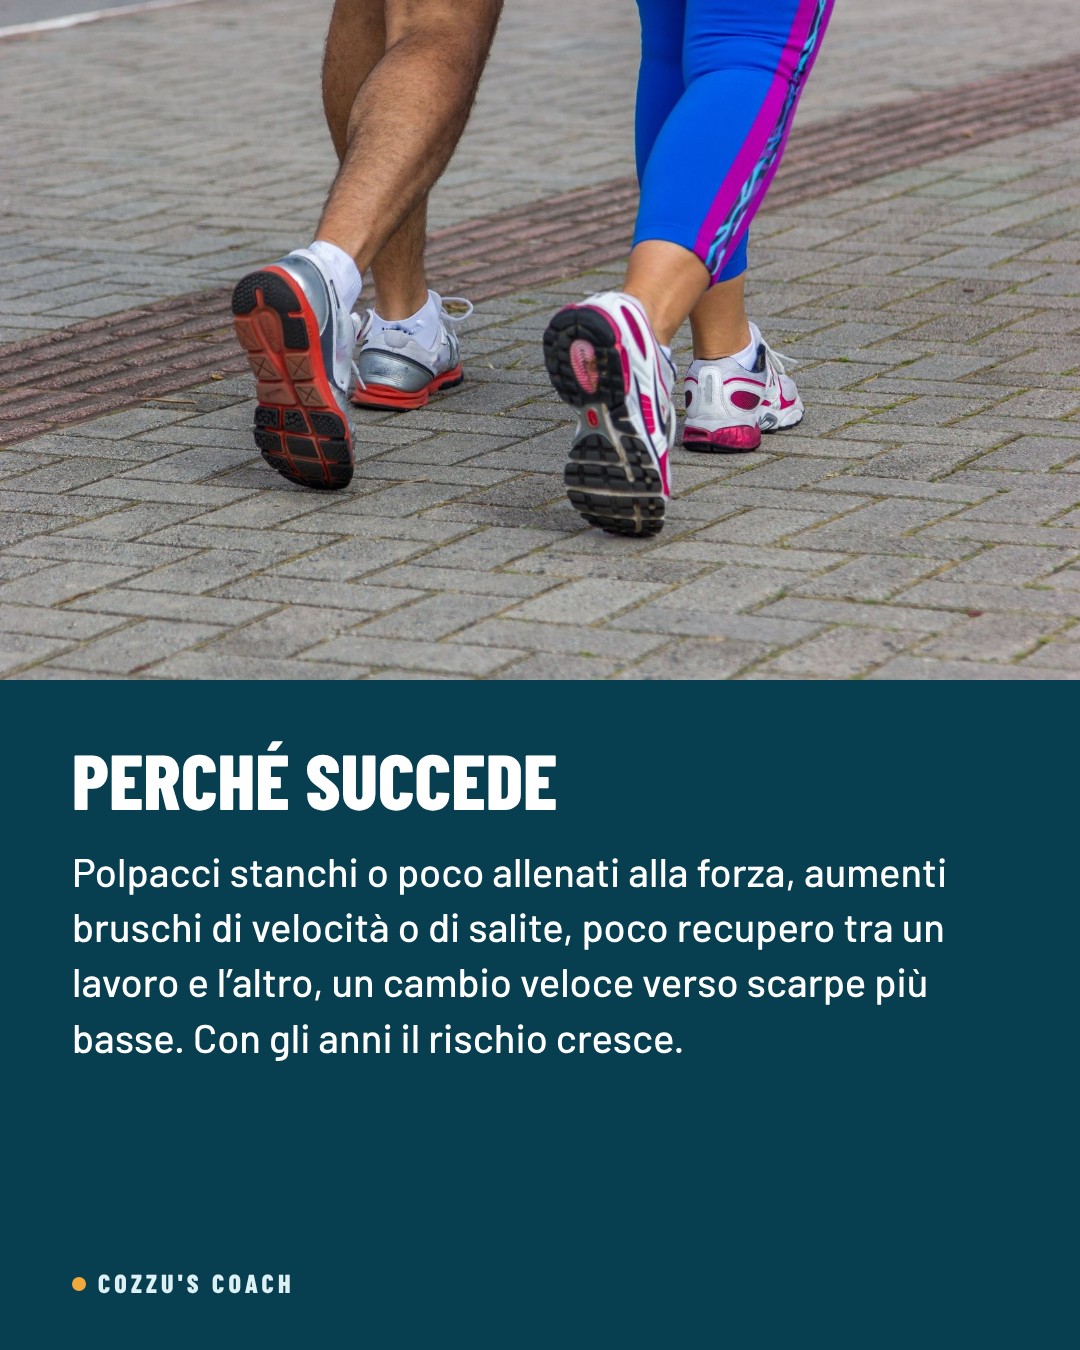 PERCHÉ SUCCEDE
Polpacci stanchi o poco allenati alla forza, aumenti
bruschi di velocità o di salite, poco recupero tra un
lavoro e l’altro, un cambio veloce verso scarpe più
basse. Con gli anni il rischio cresce.
COZZU'S COACH